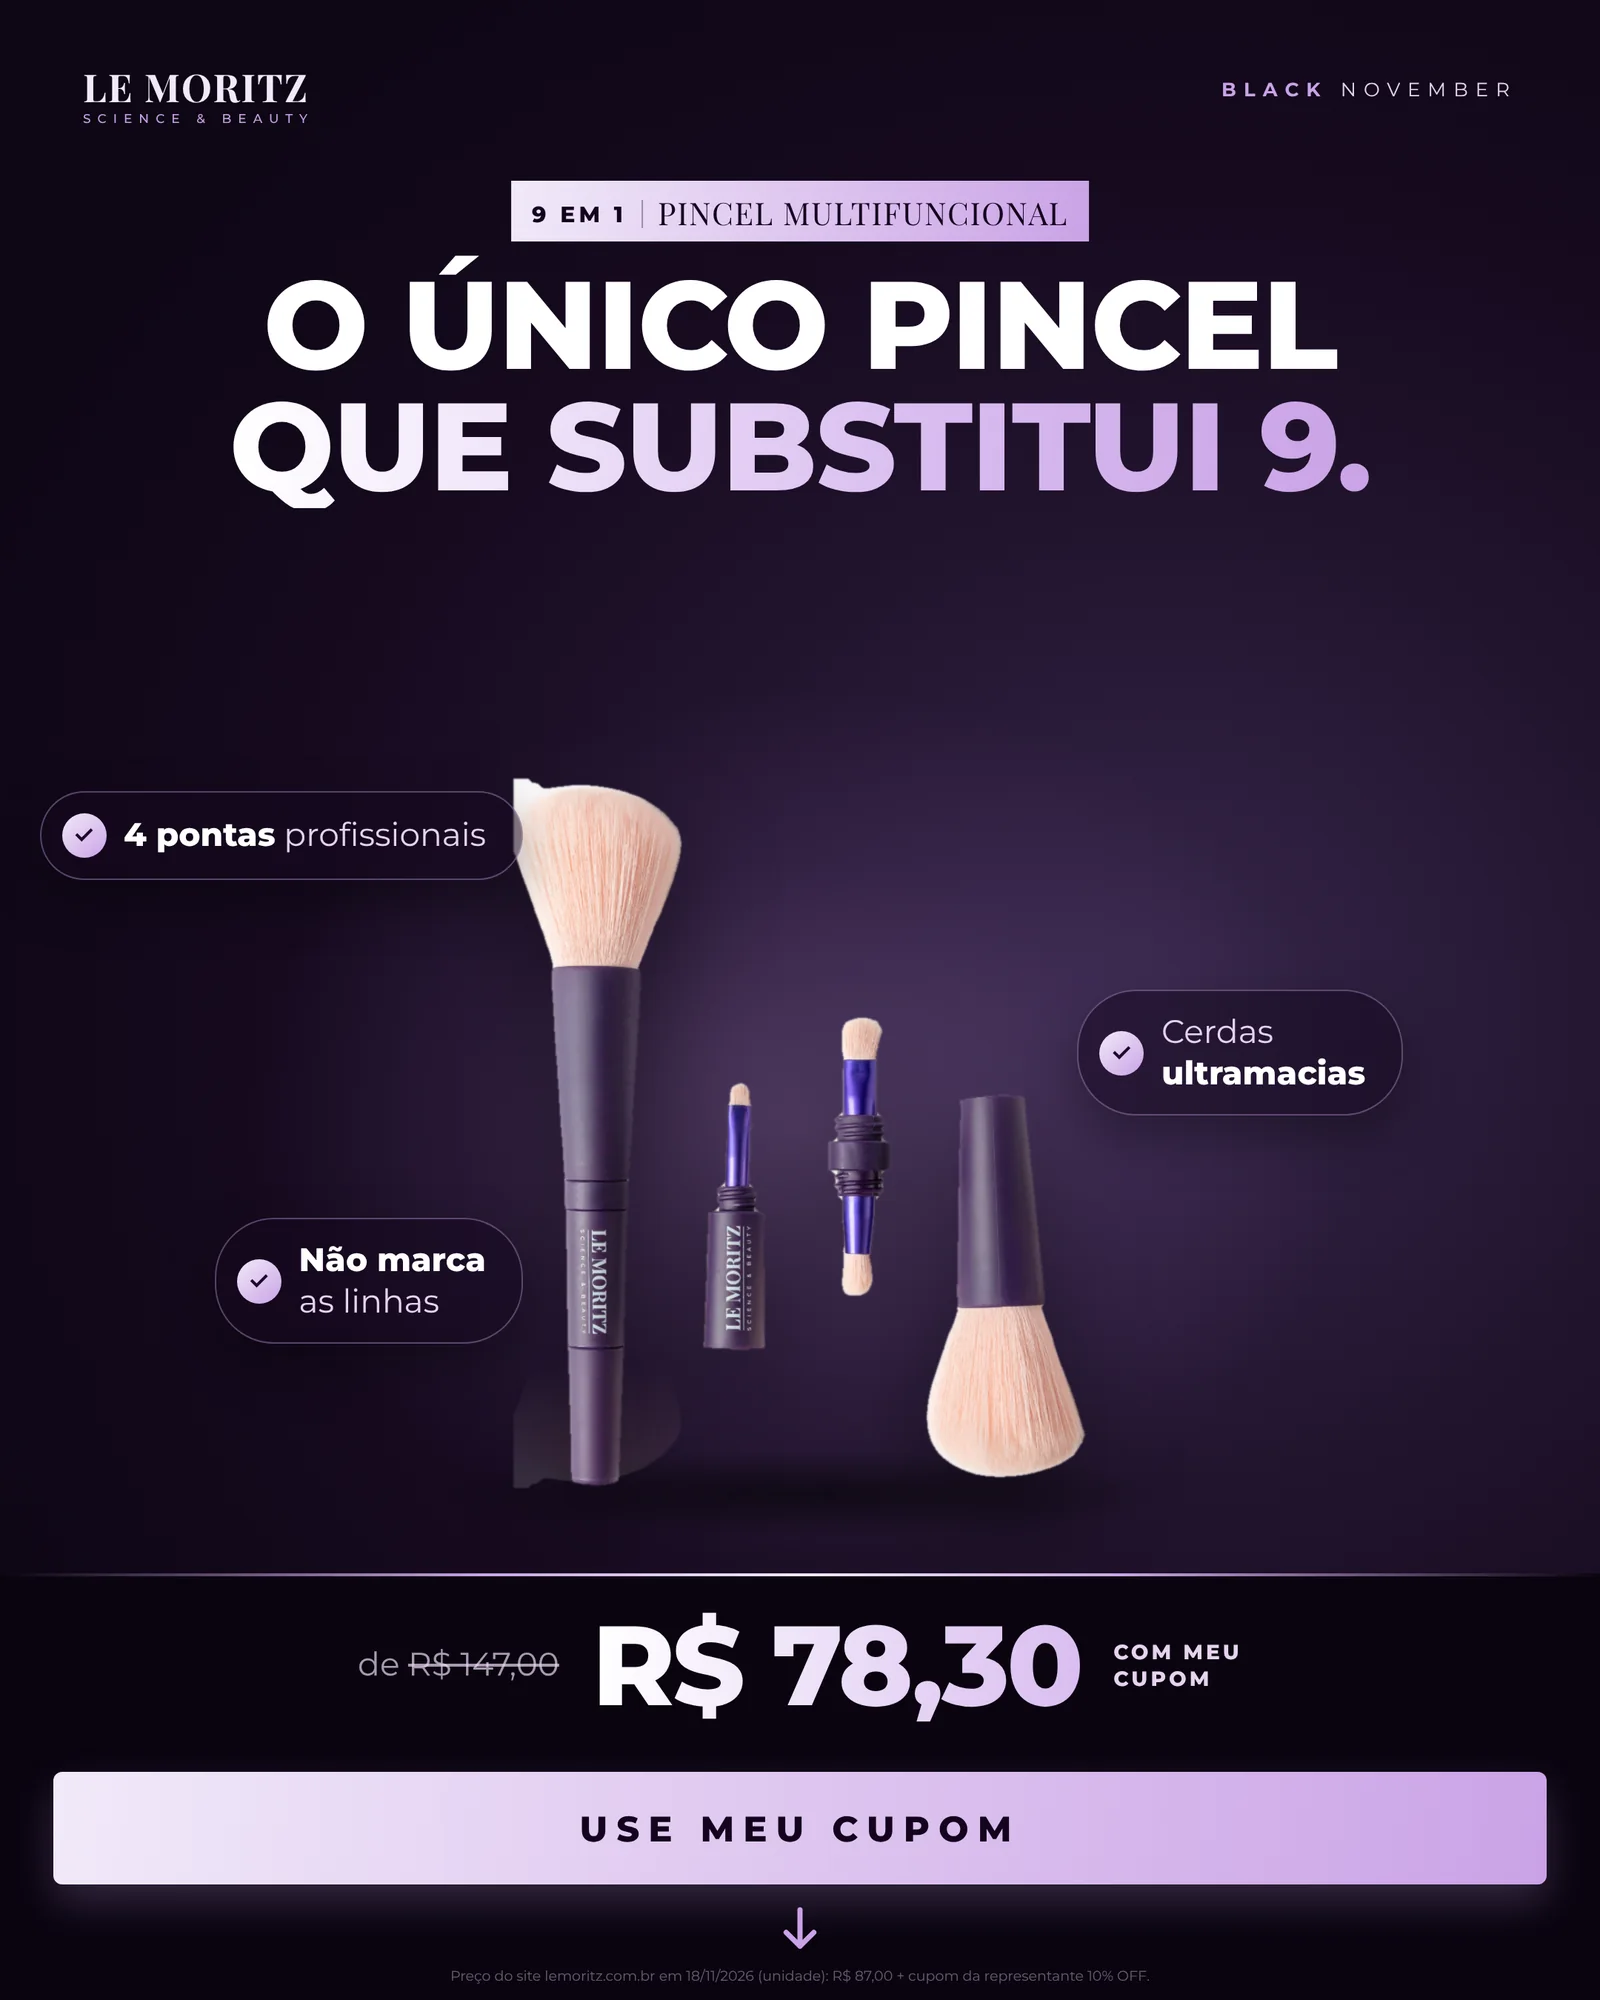 LE MORITZ
SCIENCE & BEAUTY
BLACK NOVEMBER
9 EM 1 | PINCEL MULTIFUNCIONAL
O ÚNICO PINCEL
QUE SUBSTITUI 9.
4 pontas profissionais
Cerdas
ultramacias
Não marca
as linhas
LE MORITZ
SCIENCE & BEAUTY
LE MORITZ
SCIENCE & BEAUTY
de R$ 147,00
R$ 78,30
COM MEU
CUPOM
USE MEU CUPOM
Preço do site lemoritz.com.br em 18/11/2026 (unidade): R$ 87,00 + cupom da representante 10% OFF.